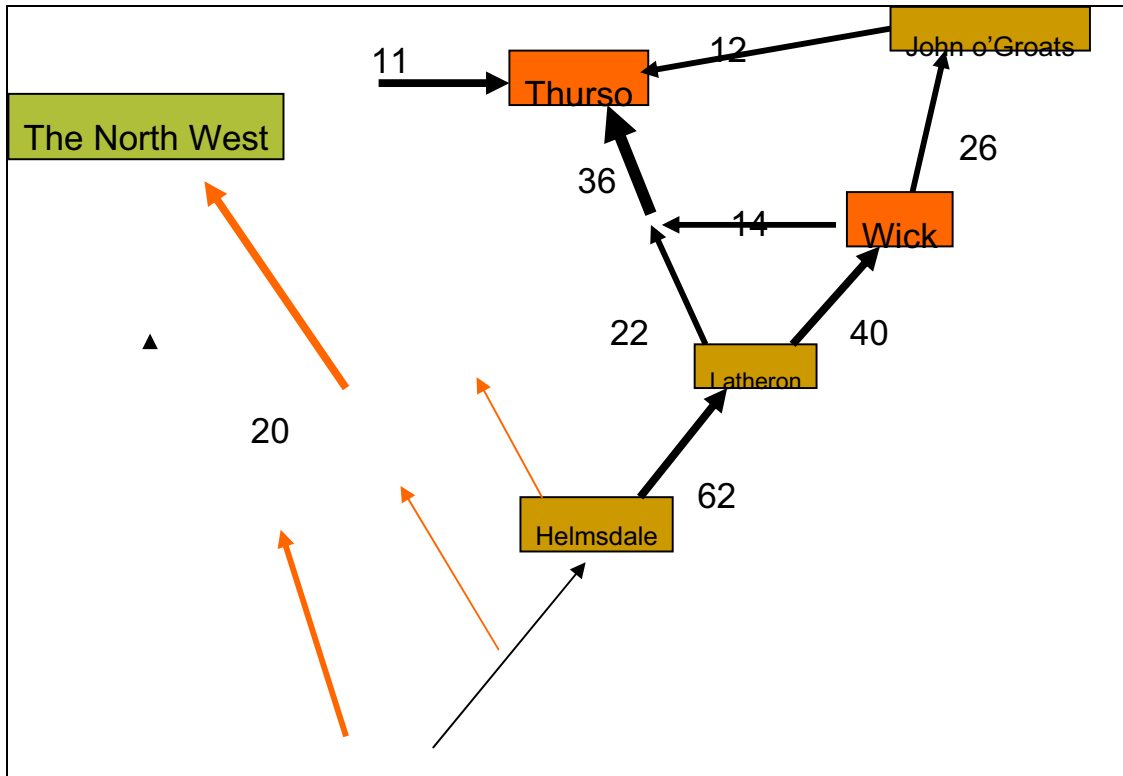 John o'Groats
12
11
Thurso
The North West
26
36
14
Wick
22
40
Latheron
20
62
Helmsdale